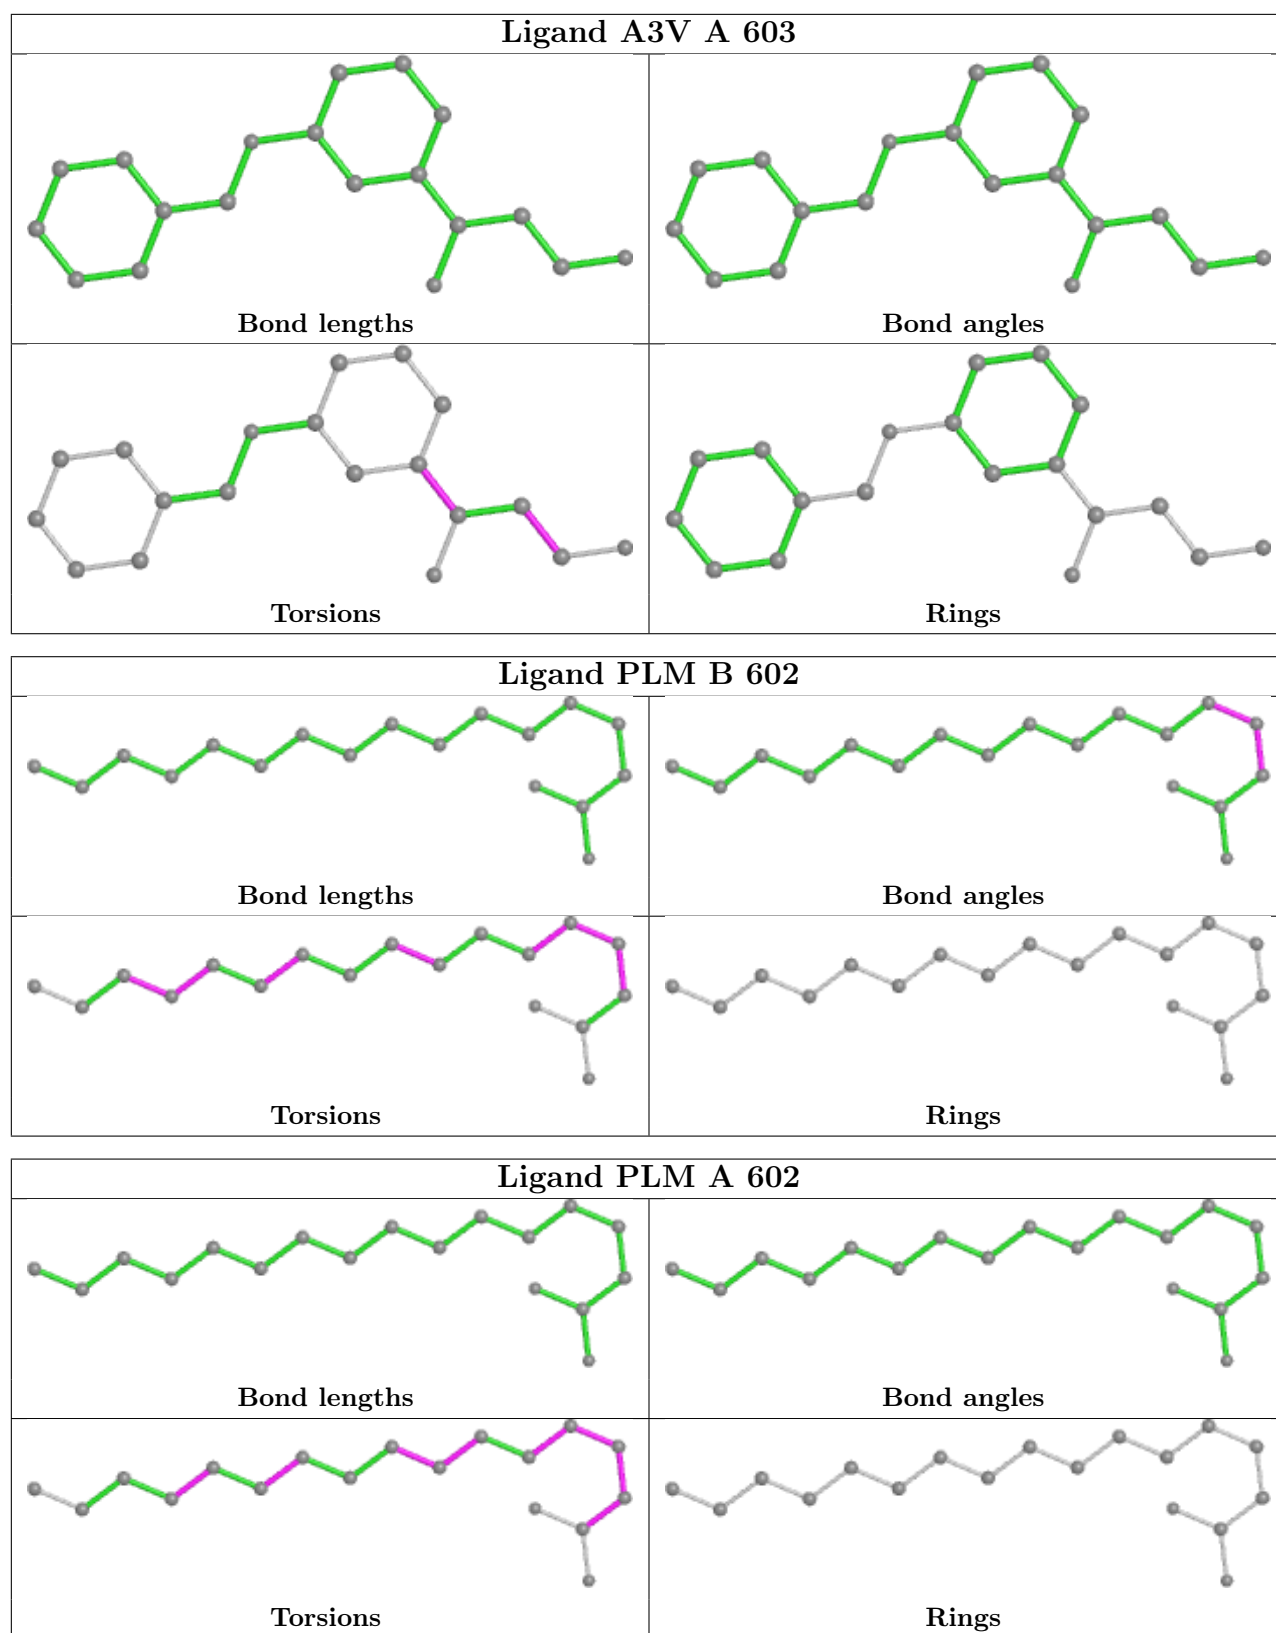 Ligand A3V A 603
Bond lengths
Bond angles
Torsions
Rings
Ligand PLM B 602
Bond lengths
Bond angles
Torsions
Rings
Ligand PLM A 602
Bond lengths
Bond angles
Torsions
Rings